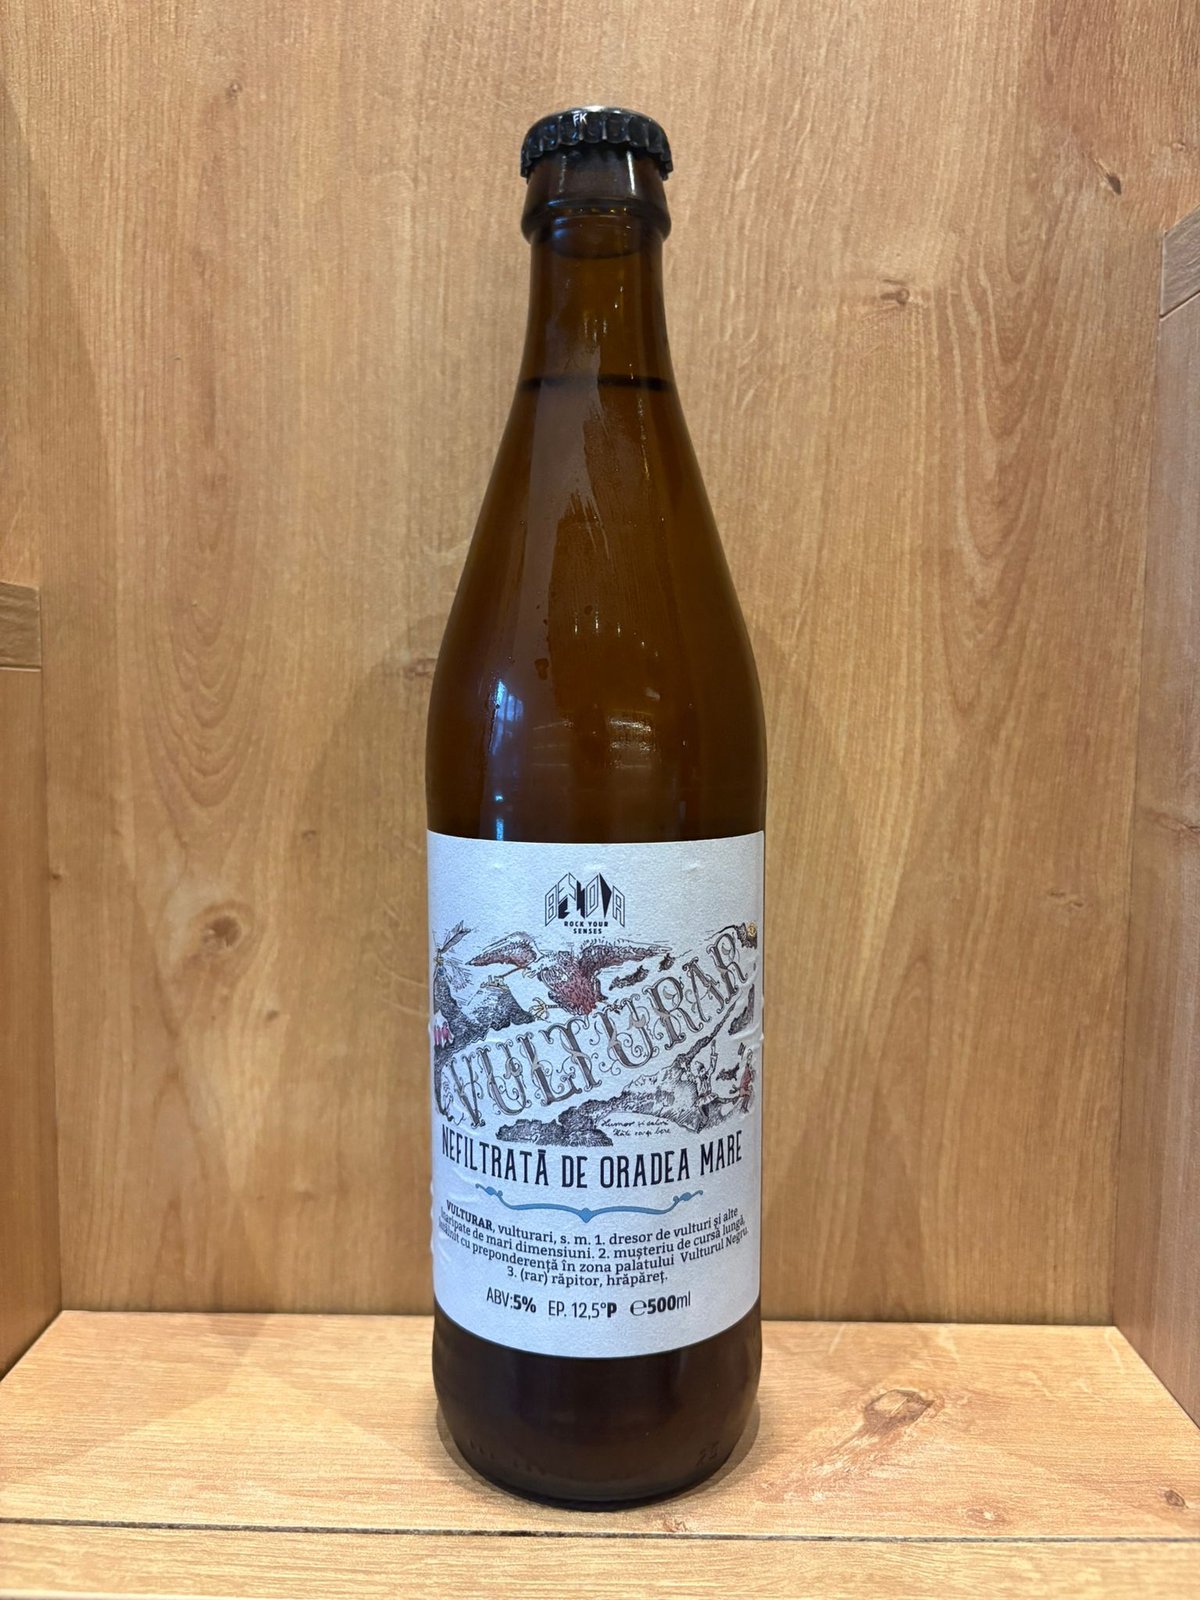 FK
BEREA
ROCK YOUR
SENSES
VULTURAR
NEFILTRATĂ DE ORADEA MARE
VULTURAR, vulturari, s. m. 1. dresor de vulturi și alte
de mari dimensiuni. 2. mușteriu de cursă lungă,
cu preponderență în zona palatului Vulturul Negru.
3. (rar) răpitor, hrăpăreț.
ABV:5% EP. 12,5°P ℮500ml